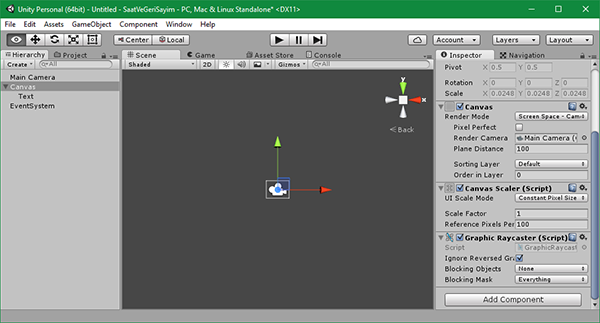 Unity Personal (64bit) - Untitled - SaatVeGeriSayim - PC, Mac & Linux Standalone* <DX11>
File Edit Assets GameObject Component Window Help
Center Local Account Layers Layout
Hierarchy Project
Create All
Main Camera
Canvas
Text
EventSystem
Scene Game Asset Store Console
Shaded 2D Gizmos All
y
x
Back
Inspector Navigation
Pivot X 0.5 Y 0.5
Rotation X 0 Y 0 Z 0
Scale X 0.0248 Y 0.0248 Z 0.0248
Canvas
Render Mode Screen Space - Cam
Pixel Perfect
Render Camera Main Camera (
Plane Distance 100
Sorting Layer Default
Order in Layer 0
Canvas Scaler (Script)
UI Scale Mode Constant Pixel Size
Scale Factor 1
Reference Pixels Per 100
Graphic Raycaster (Script)
Script GraphicRaycast
Ignore Reversed Gra
Blocking Objects None
Blocking Mask Everything
Add Component